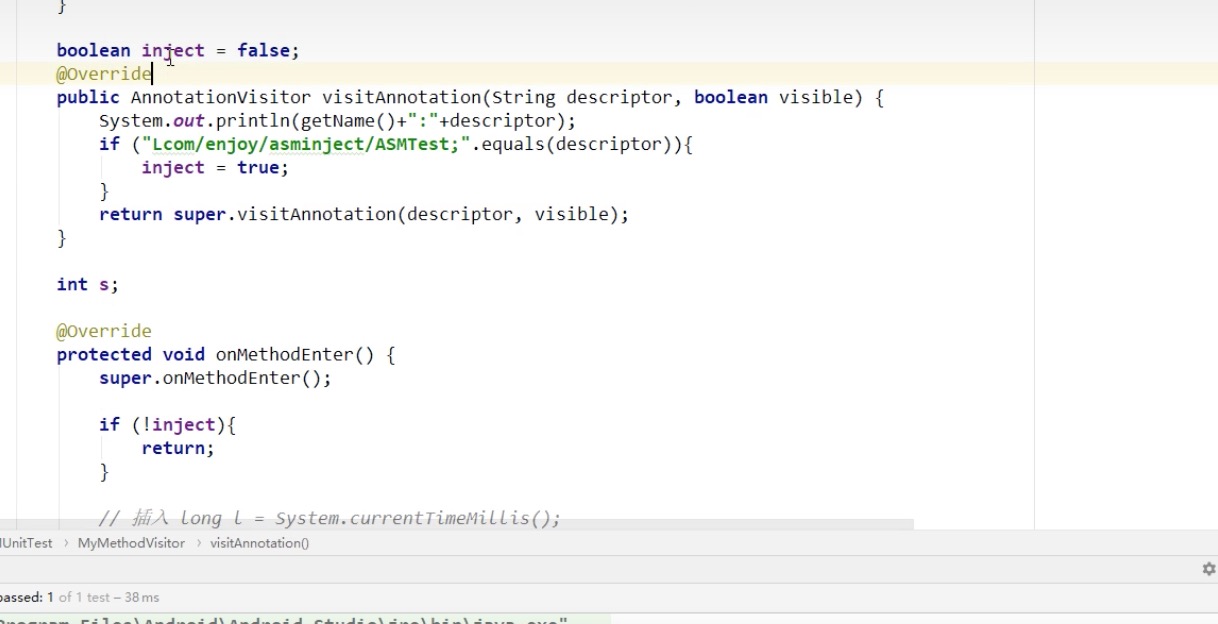 }
boolean inject = false;
@Override
public AnnotationVisitor visitAnnotation(String descriptor, boolean visible) {
System.out.println(getName()+":"+descriptor);
if ("Lcom/enjoy/asminject/ASMTest;".equals(descriptor)){
inject = true;
}
return super.visitAnnotation(descriptor, visible);
}
int s;
@Override
protected void onMethodEnter() {
super.onMethodEnter();
if (!inject){
return;
}
// 插入 long l = System.currentTimeMillis();
UnitTest › MyMethodVisitor › visitAnnotation()
passed: 1 of 1 test – 38 ms
Program Files\Android\Android Studio\jre\bin\java.exe"